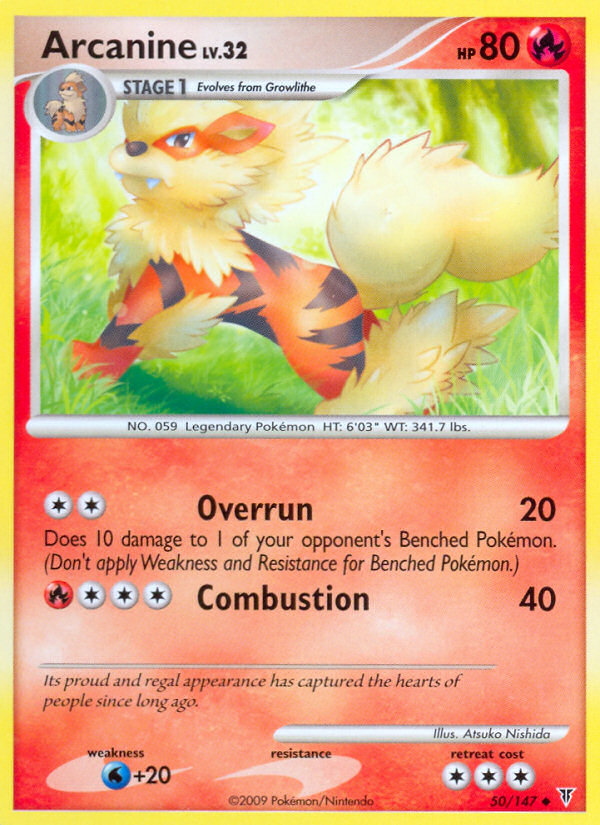 Arcanine LV.32 HP 80
STAGE 1 Evolves from Growlithe
NO. 059 Legendary Pokémon HT: 6'03" WT: 341.7 lbs.
Overrun 20
Does 10 damage to 1 of your opponent's Benched Pokémon.
(Don't apply Weakness and Resistance for Benched Pokémon.)
Combustion 40
Its proud and regal appearance has captured the hearts of
people since long ago.
Illus. Atsuko Nishida
weakness resistance retreat cost
+20
50/147
©2009 Pokémon/Nintendo